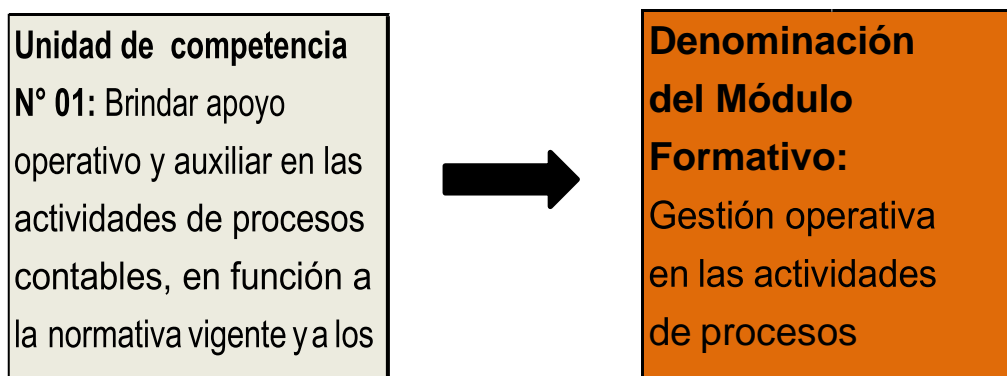 Unidad de competencia
N° 01: Brindar apoyo
operativo y auxiliar en las
actividades de procesos
contables, en función a
la normativa vigente y a los
Denominación
del Módulo
Formativo:
Gestión operativa
en las actividades
de procesos